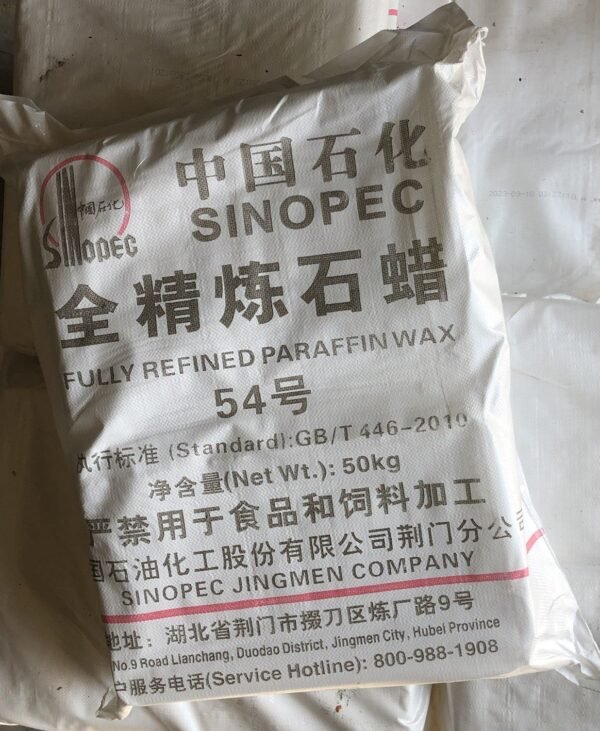 中国石化
SINOPEC
中国石化
SINOPEC
全精炼石蜡
FULLY REFINED PARAFFIN WAX
54号
执行标准 (Standard):GB/T 446-2010
净含量(Net Wt.): 50kg
严禁用于食品和饲料加工
国石油化工股份有限公司荆门分公司
SINOPEC JINGMEN COMPANY
地址：湖北省荆门市掇刀区炼厂路9号
No.9 Road Lianchang, Duodao District, Jingmen City, Hubei Province
户服务电话(Service Hotline): 800-988-1908